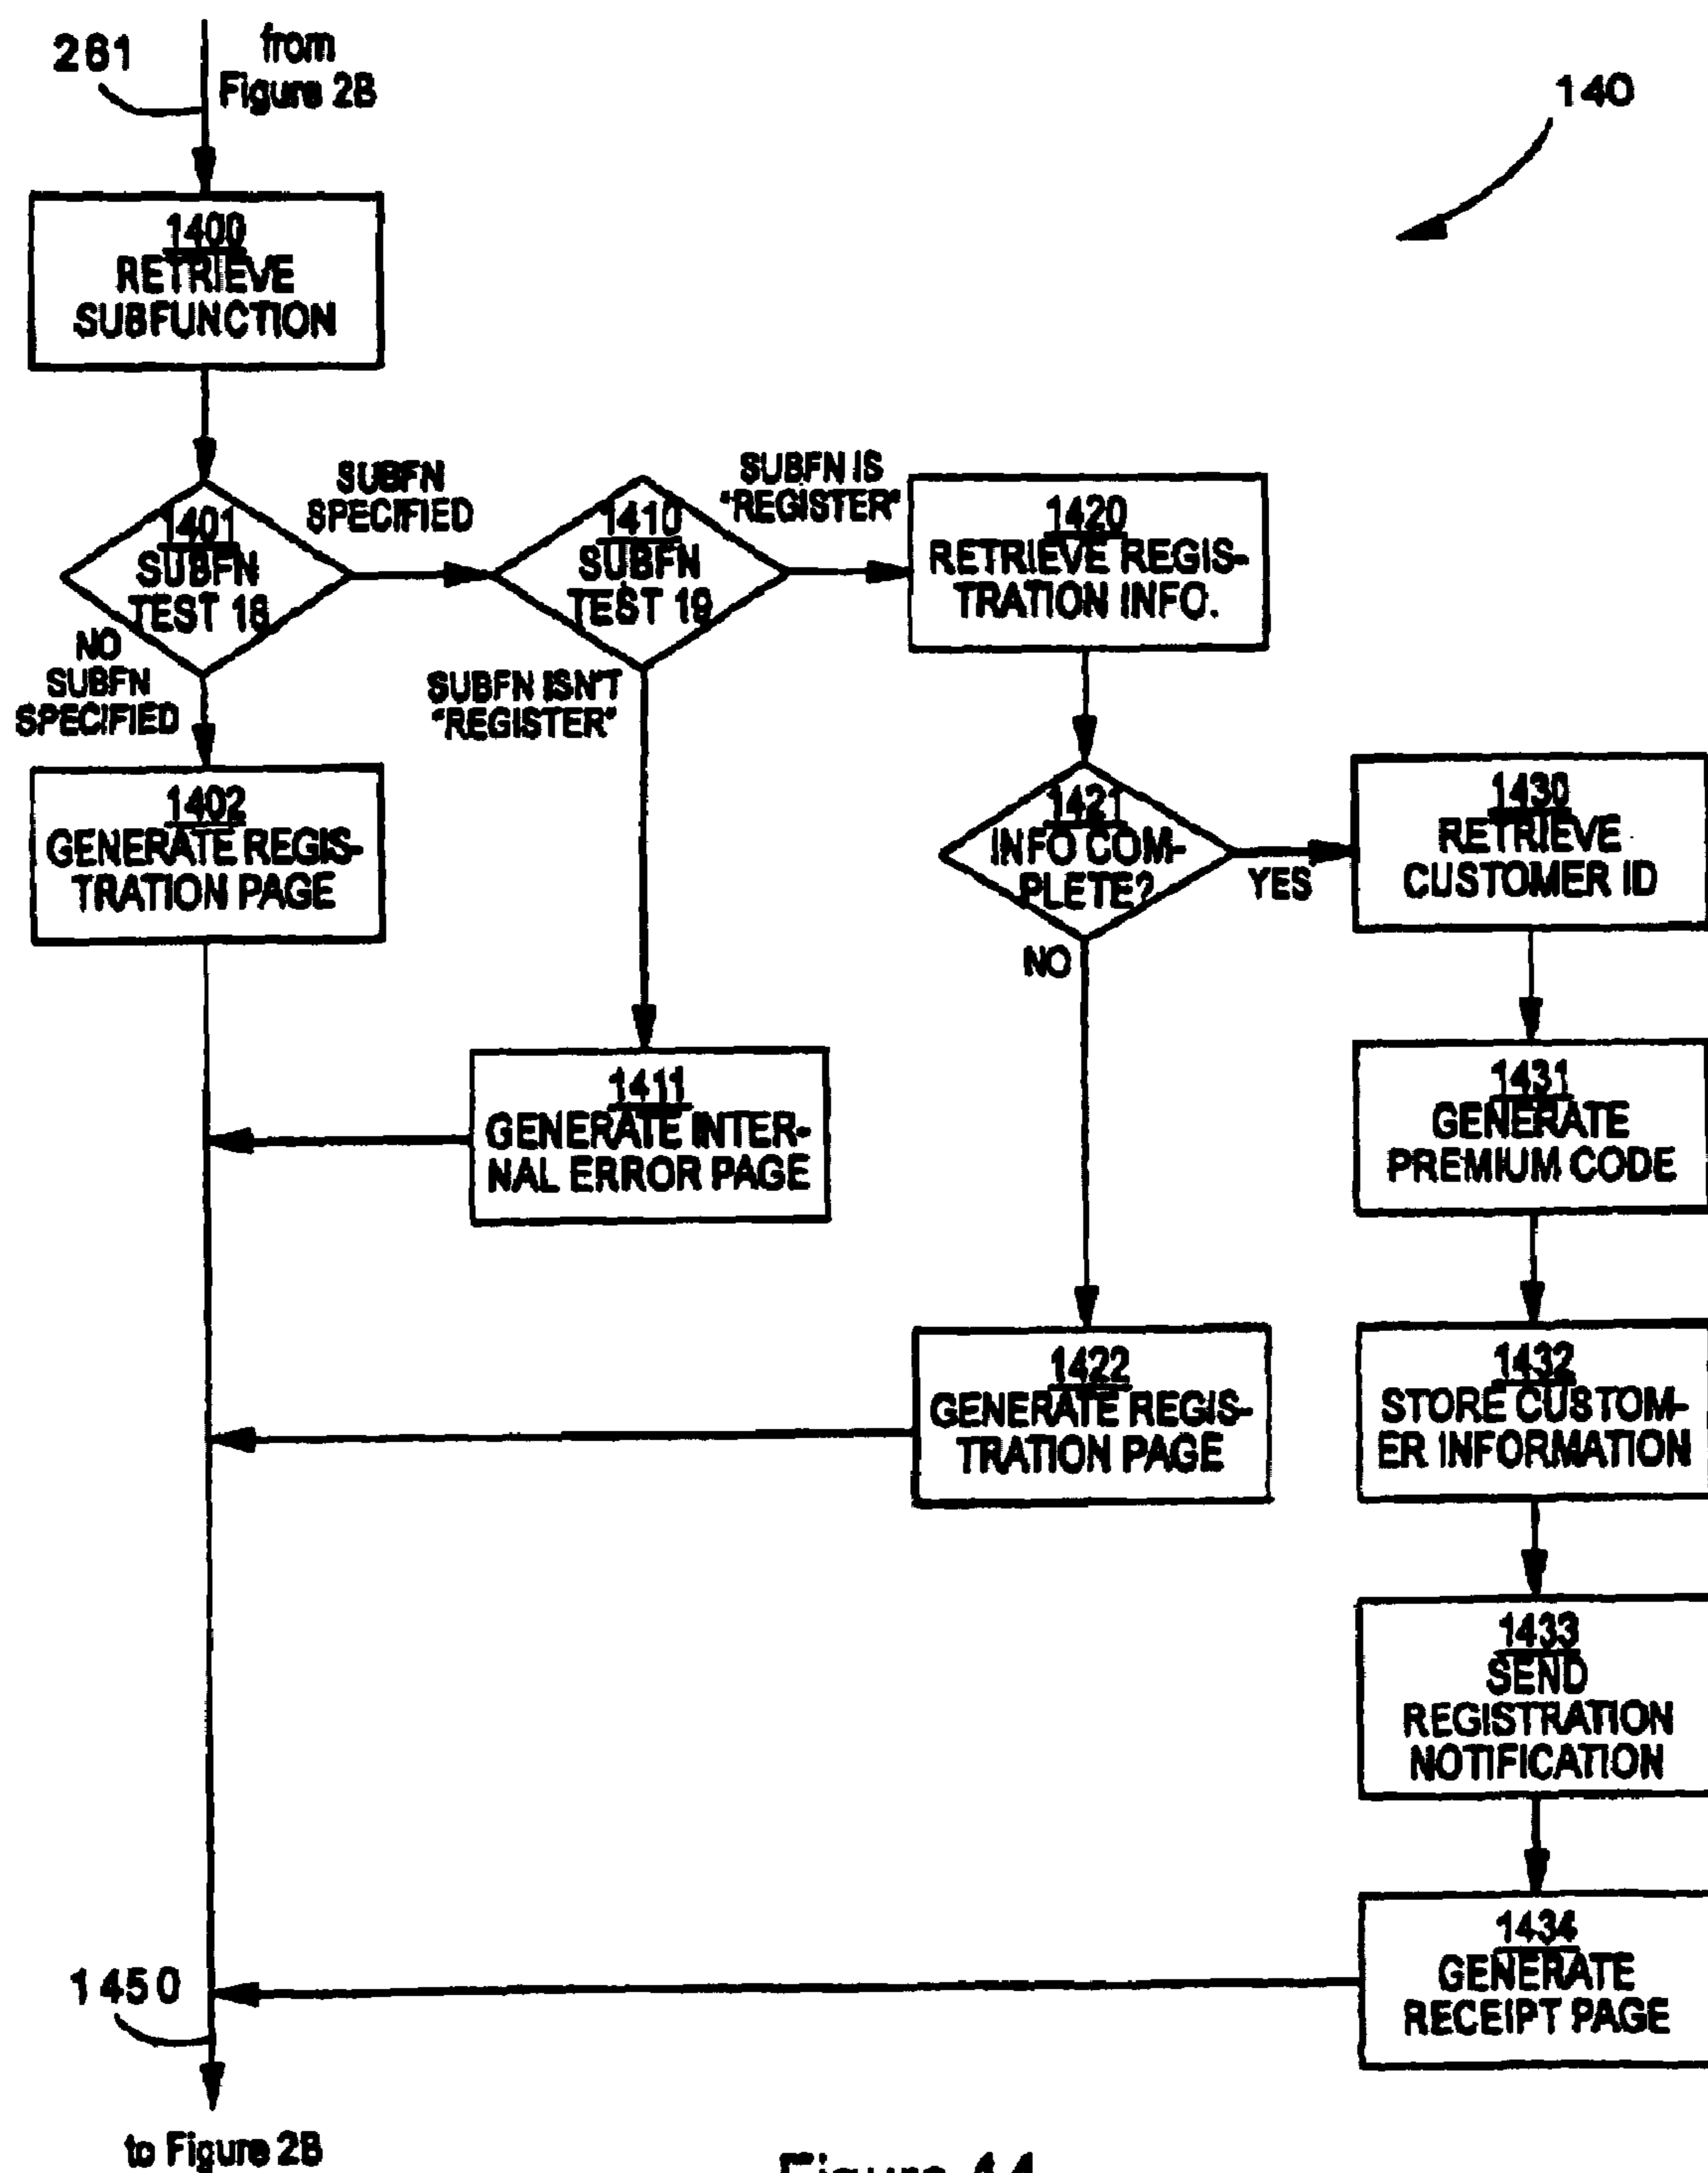 261
from
Figure 2B
140
1400
RETRIEVE
SUBFUNCTION
1401
SUBFN
TEST 18
SUBFN
SPECIFIED
1410
SUBFN
TEST 19
SUBFN IS
"REGISTER"
1420
RETRIEVE REGIS-
TRATION INFO.
NO
SUBFN
SPECIFIED
SUBFN ISN'T
"REGISTER"
1402
GENERATE REGIS-
TRATION PAGE
1421
INFO COM-
PLETE?
YES
NO
1430
RETRIEVE
CUSTOMER ID
1411
GENERATE INTER-
NAL ERROR PAGE
1431
GENERATE
PREMIUM CODE
1422
GENERATE REGIS-
TRATION PAGE
1432
STORE CUSTOM-
ER INFORMATION
1433
SEND
REGISTRATION
NOTIFICATION
1434
GENERATE
RECEIPT PAGE
1450
to Figure 2B
Figure